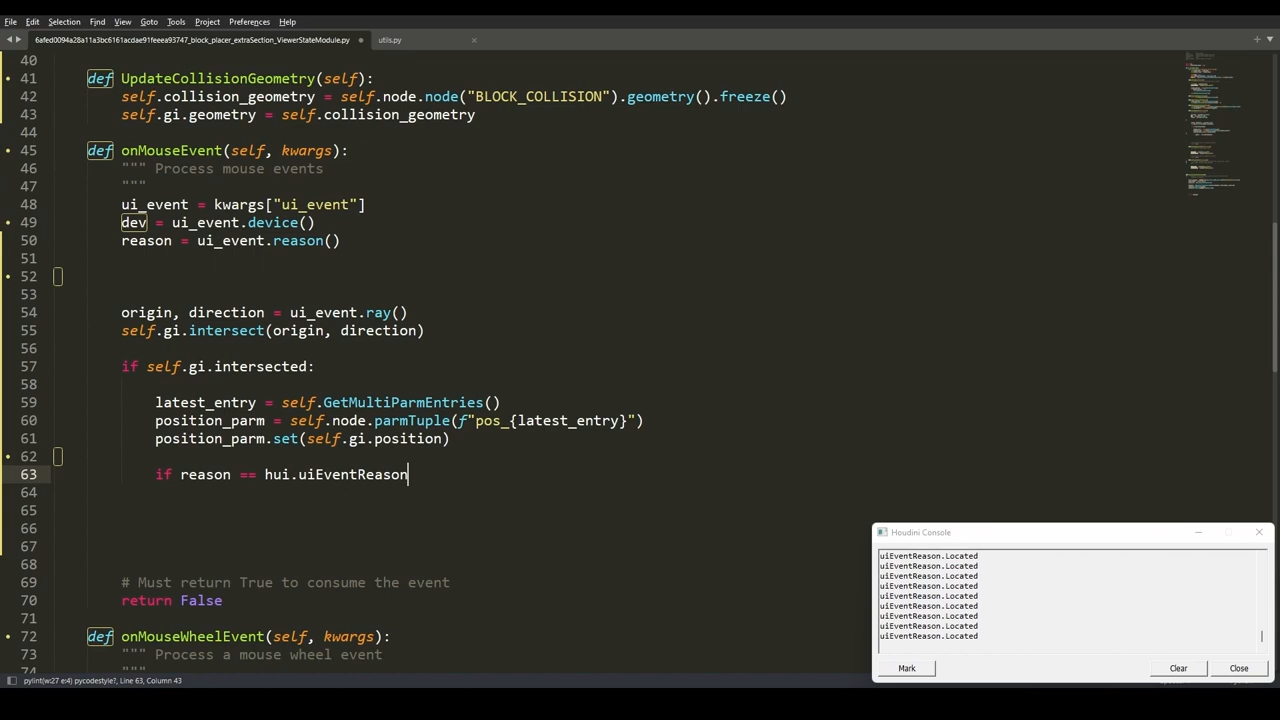 File Edit Selection Find View Goto Tools Project Preferences Help
6afed0094a28a11a3bc6161acdae91feeea93747_block_placer_extraSection_ViewerStateModule.py utils.py
40
41 def UpdateCollisionGeometry(self):
42 self.collision_geometry = self.node.node("BLOCK_COLLISION").geometry().freeze()
43 self.gi.geometry = self.collision_geometry
44
45 def onMouseEvent(self, kwargs):
46 """ Process mouse events
47 """
48 ui_event = kwargs["ui_event"]
49 dev = ui_event.device()
50 reason = ui_event.reason()
51
52
53
54 origin, direction = ui_event.ray()
55 self.gi.intersect(origin, direction)
56
57 if self.gi.intersected:
58
59 latest_entry = self.GetMultiParmEntries()
60 position_parm = self.node.parmTuple(f"pos_{latest_entry}")
61 position_parm.set(self.gi.position)
62
63 if reason == hui.uiEventReason
64
65
66
67
68
69 # Must return True to consume the event
70 return False
71
72 def onMouseWheelEvent(self, kwargs):
73 """ Process a mouse wheel event
74 """
pylint(w:27 e:4) pycodestyle?, Line 63, Column 43
Houdini Console
uiEventReason.Located
uiEventReason.Located
uiEventReason.Located
uiEventReason.Located
uiEventReason.Located
uiEventReason.Located
uiEventReason.Located
uiEventReason.Located
uiEventReason.Located
Mark Clear Close